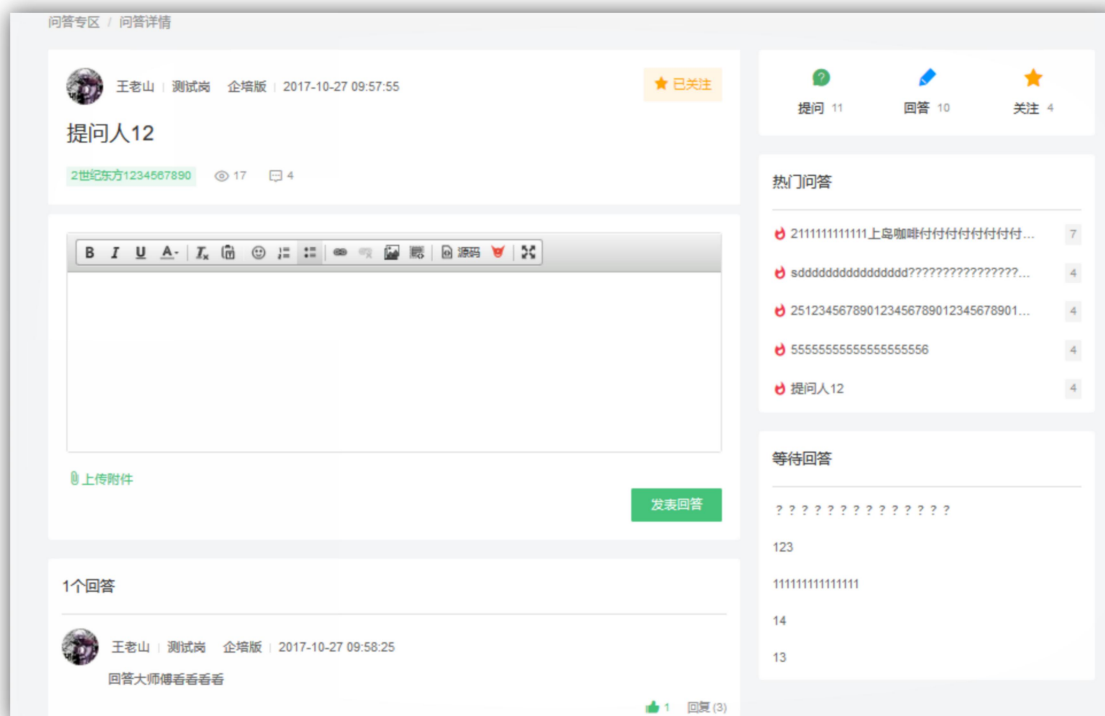 问答专区 / 问答详情
王老山 测试岗 企培版 2017-10-27 09:57:55
已关注
提问人12
2世纪东方1234567890 17 4
B I U A Ix 源码
上传附件
发表回答
1个回答
王老山 测试岗 企培版 2017-10-27 09:58:25
回答大师傅看看看看
1 回复(3)
提问 11 回答 10 关注 4
热门问答
2111111111111上岛咖啡付付付付付付付付... 7
sdddddddddddddddd????????????????... 4
2512345678901234567890123456789​01... 4
55555555555555555556 4
提问人12 4
等待回答
？？？？？？？？？？？？？？
123
111111111111111
14
13